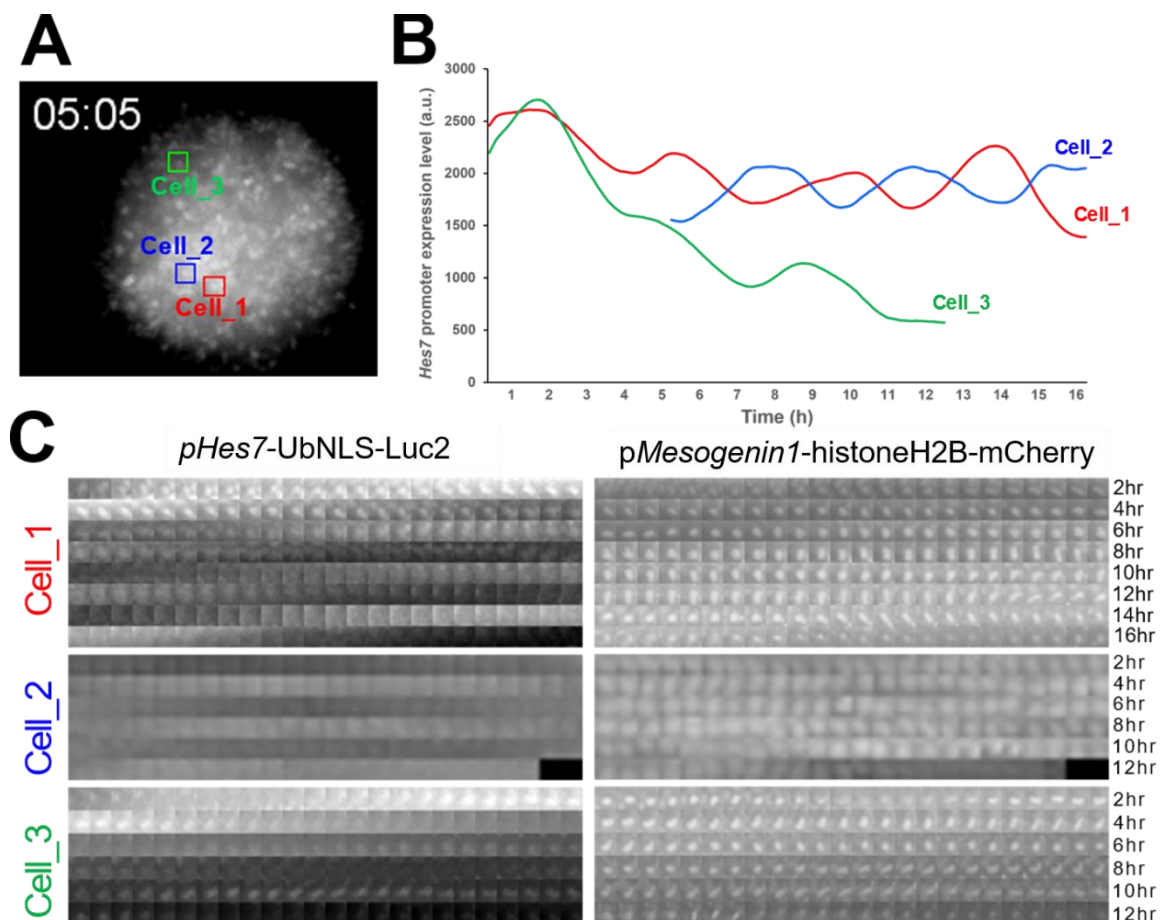 A
05:05
Cell_3
Cell_2
Cell_1
B
Hes7 promoter expression level (a.u.)
3000
2500
2000
1500
1000
500
0
1 2 3 4 5 6 7 8 9 10 11 12 13 14 15 16
Time (h)
Cell_2
Cell_1
Cell_3
C
pHes7-UbNLS-Luc2
pMesogenin1-histoneH2B-mCherry
Cell_1
2hr
4hr
6hr
8hr
10hr
12hr
14hr
16hr
Cell_2
2hr
4hr
6hr
8hr
10hr
12hr
Cell_3
2hr
4hr
6hr
8hr
10hr
12hr